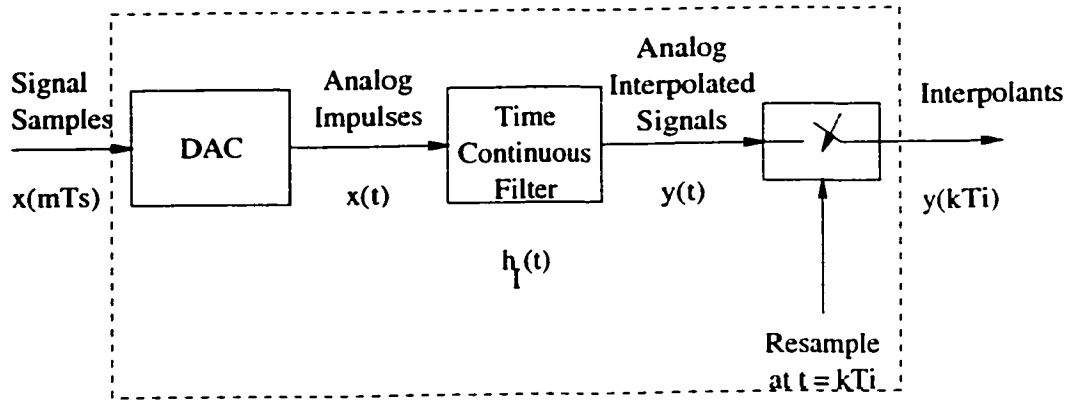 Signal
Samples
x(mTs)
DAC
Analog
Impulses
x(t)
Time
Continuous
Filter
h_I(t)
Analog
Interpolated
Signals
y(t)
Resample
at t = kTi
Interpolants
y(kTi)